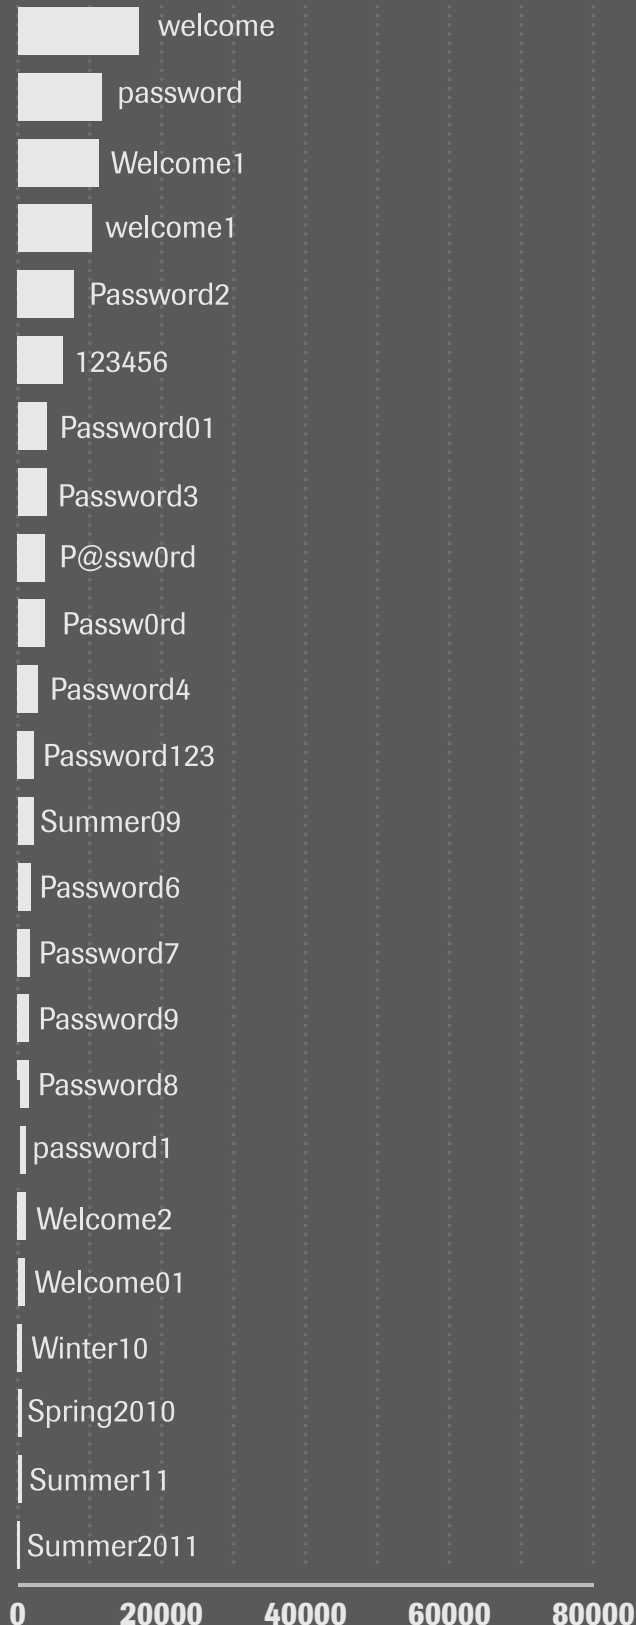 welcome
password
Welcome1
welcome1
Password2
123456
Password01
Password3
P@ssw0rd
Passw0rd
Password4
Password123
Summer09
Password6
Password7
Password9
Password8
password1
Welcome2
Welcome01
Winter10
Spring2010
Summer11
Summer2011
0 20000 40000 60000 80000